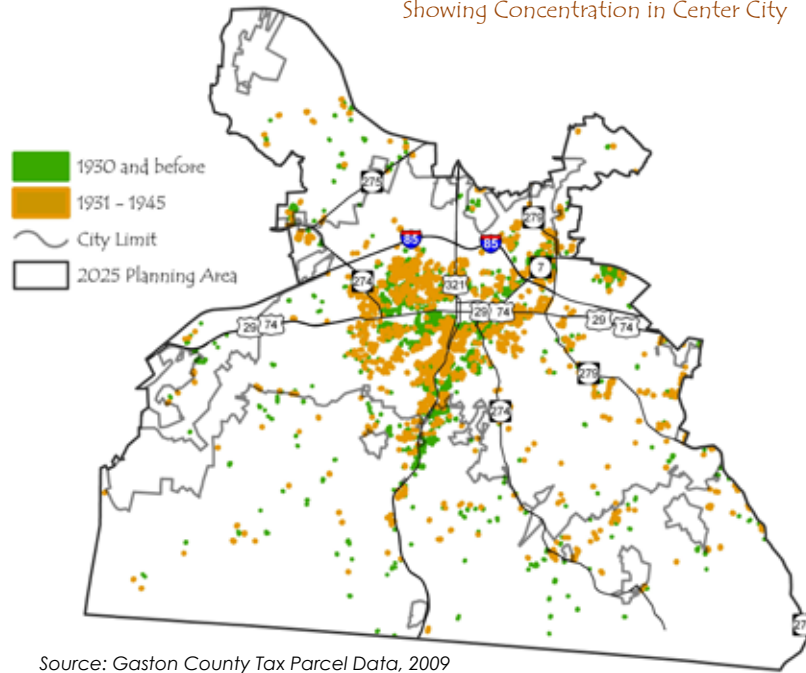 Showing Concentration in Center City
1930 and before
1931 - 1945
City Limit
2025 Planning Area
275
279
85
85
7
274
321
29 74
29 74
29 74
279
274
27
Source: Gaston County Tax Parcel Data, 2009